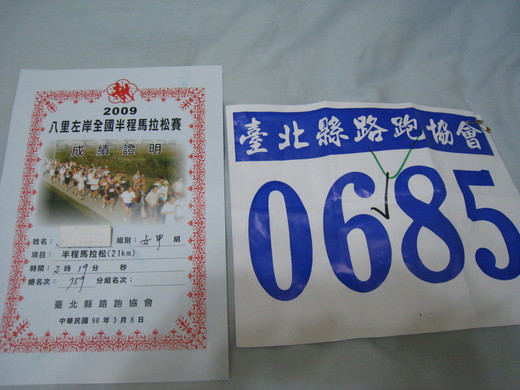 2009
八里左岸全國半程馬拉松賽
成績證明
姓名： 組別：女甲 組
項目： 半程馬拉松(21km)
時間：2 時 19 分 秒
總名次：759 分組名次：
臺北縣路跑協會
中華民國 98 年 3 月 8 日
臺北縣路跑協會
0685